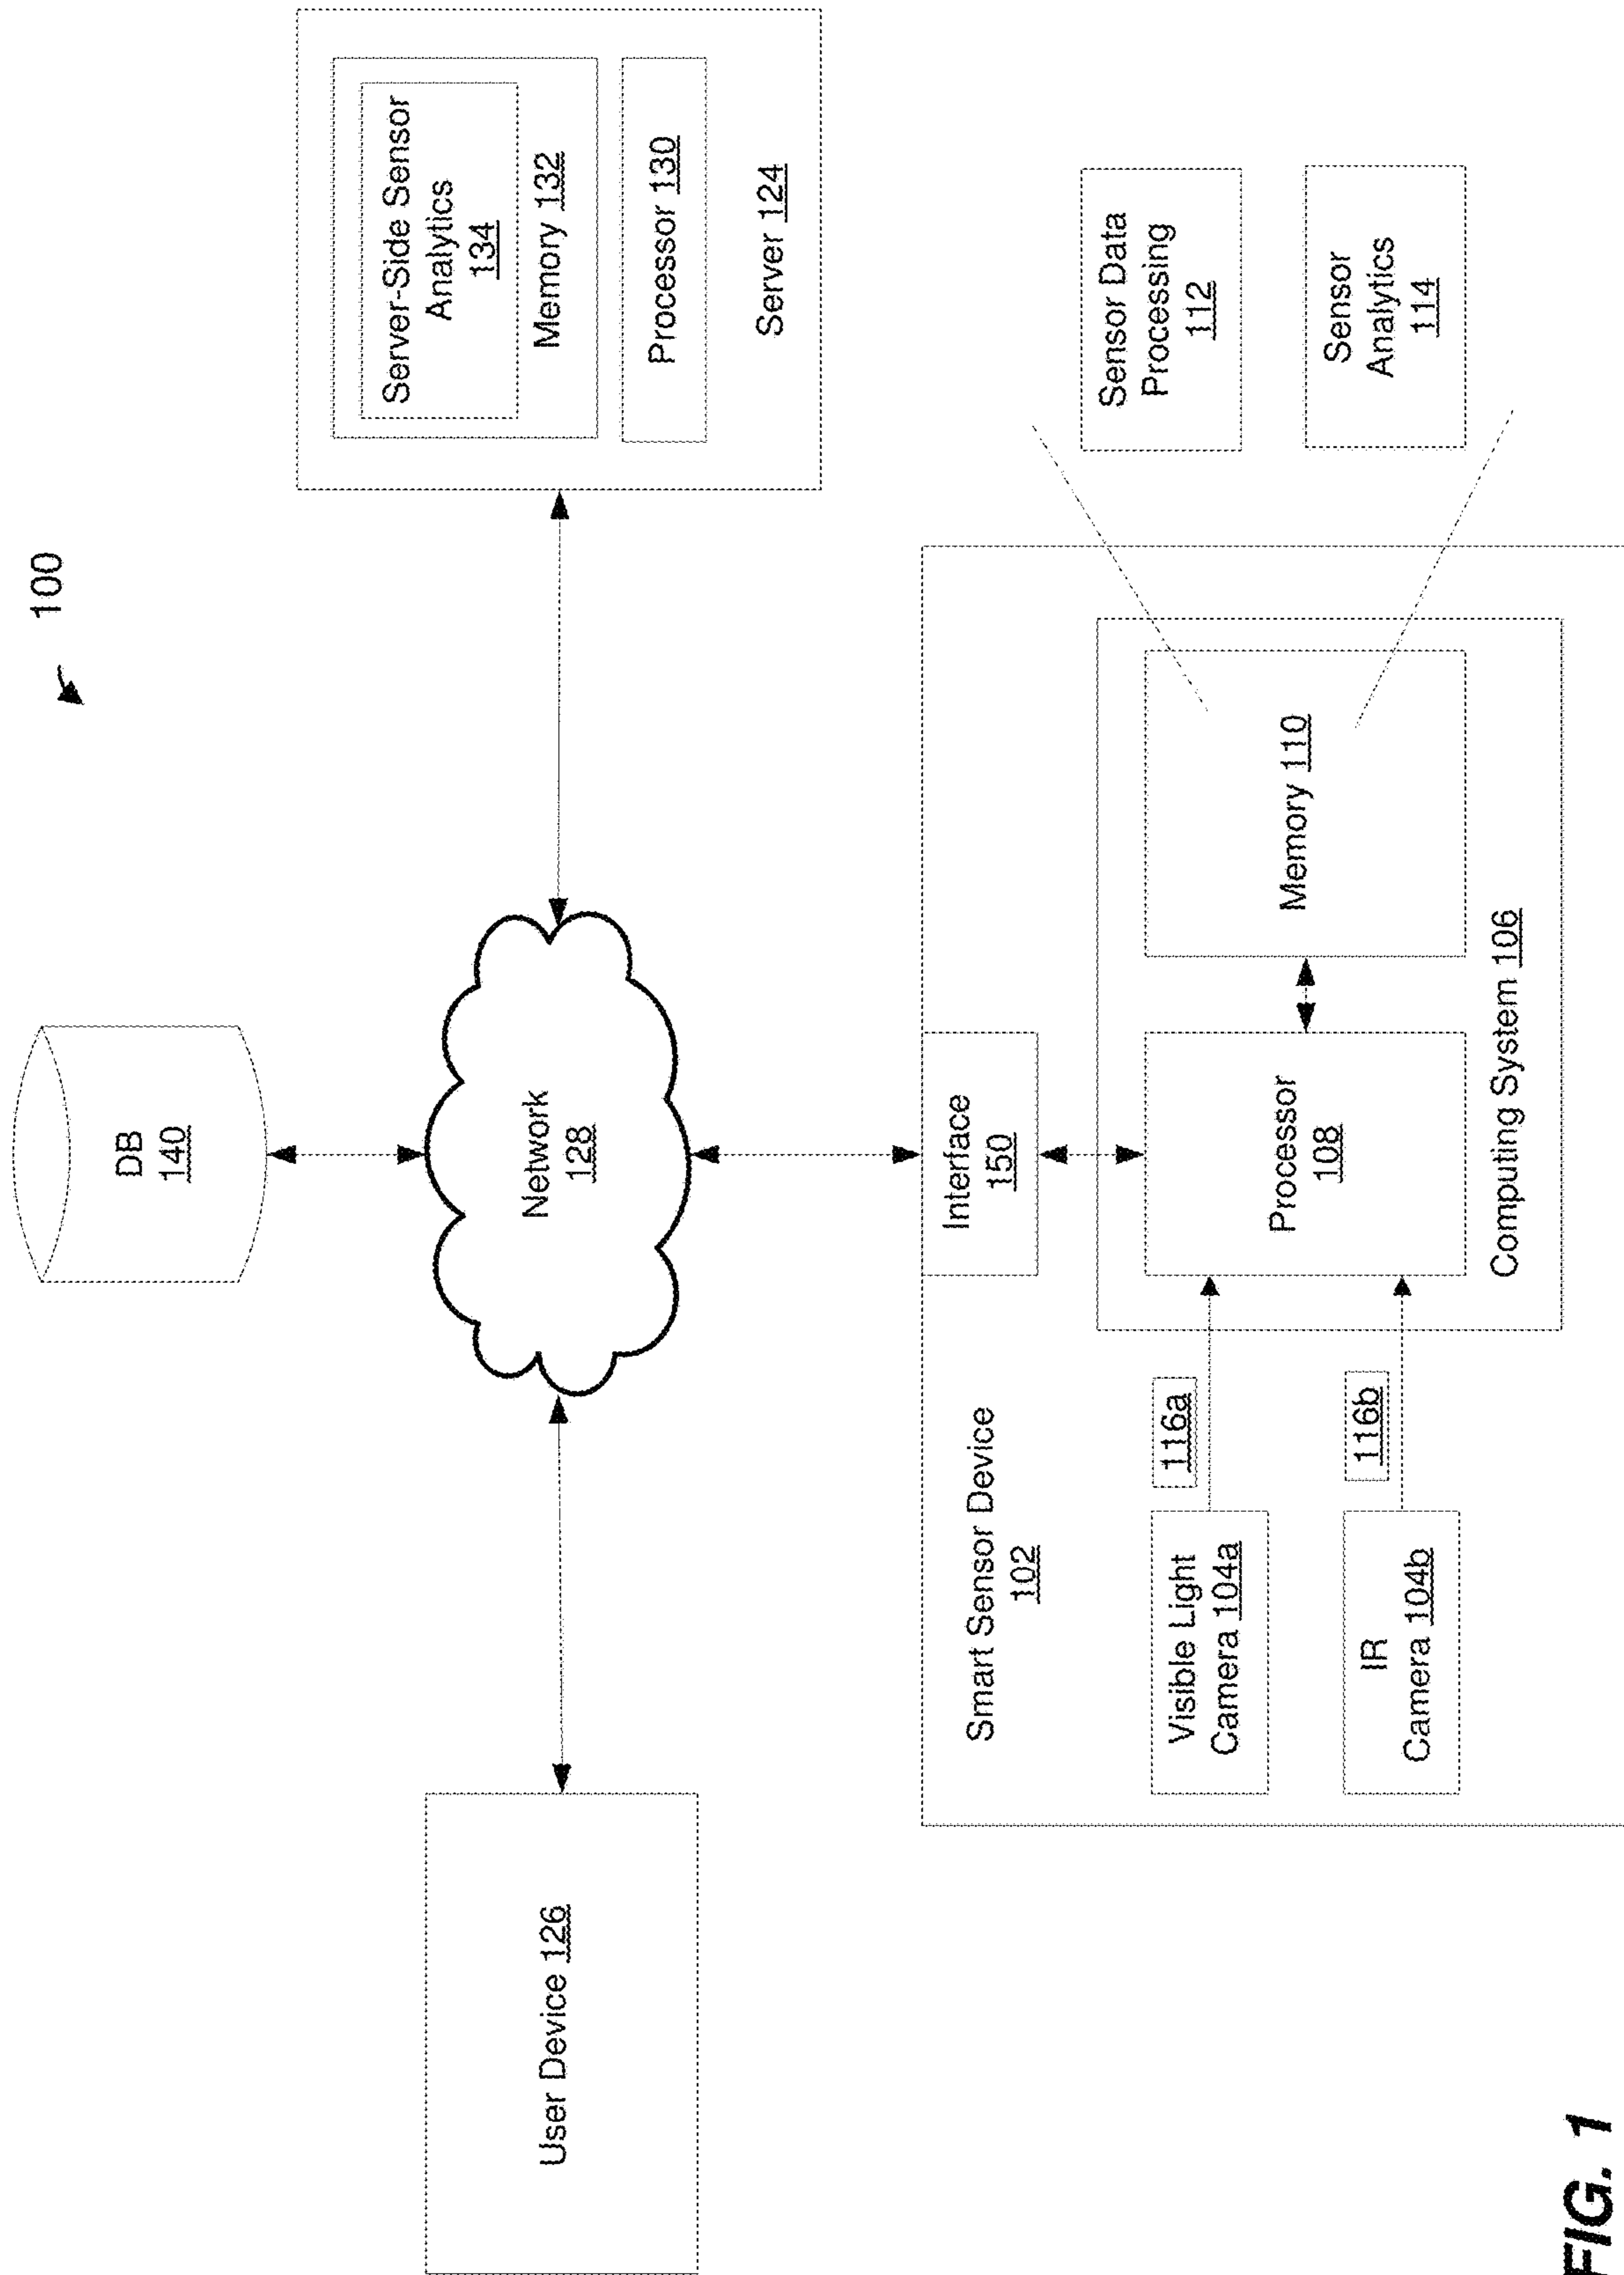 100
DB
140
Server-Side Sensor
Analytics
134
Memory 132
Processor 130
Server 124
User Device 126
Network
128
Interface
150
Smart Sensor Device
102
Visible Light
Camera 104a
116a
IR
Camera 104b
116b
Processor
108
Memory 110
Computing System 106
Sensor Data
Processing
112
Sensor
Analytics
114
FIG. 1